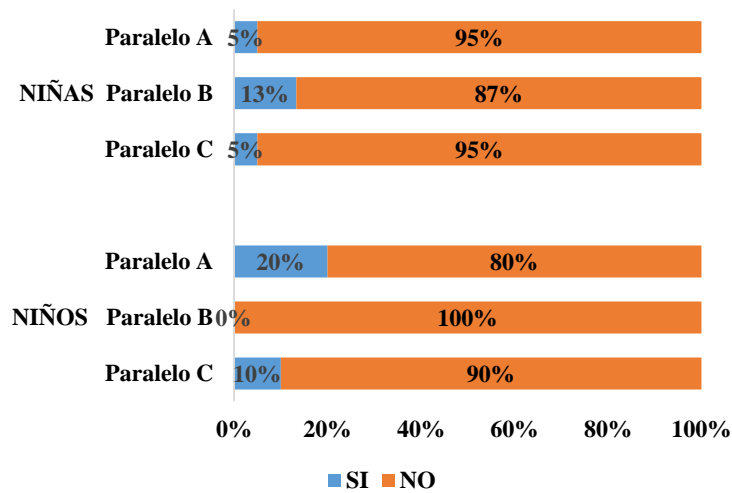 Paralelo A 5% 95%
NIÑAS Paralelo B 13% 87%
Paralelo C 5% 95%
Paralelo A 20% 80%
NIÑOS Paralelo B 0% 100%
Paralelo C 10% 90%
0% 20% 40% 60% 80% 100%
SI NO